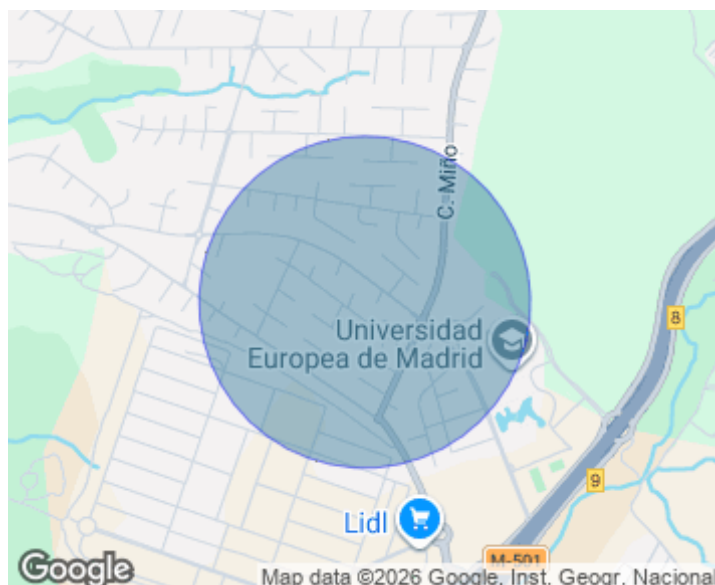 C. Miño
8
Universidad
Europea de Madrid
9
Lidl
M-501
Google
Map data ©2026 Google, Inst. Geogr. Nacional